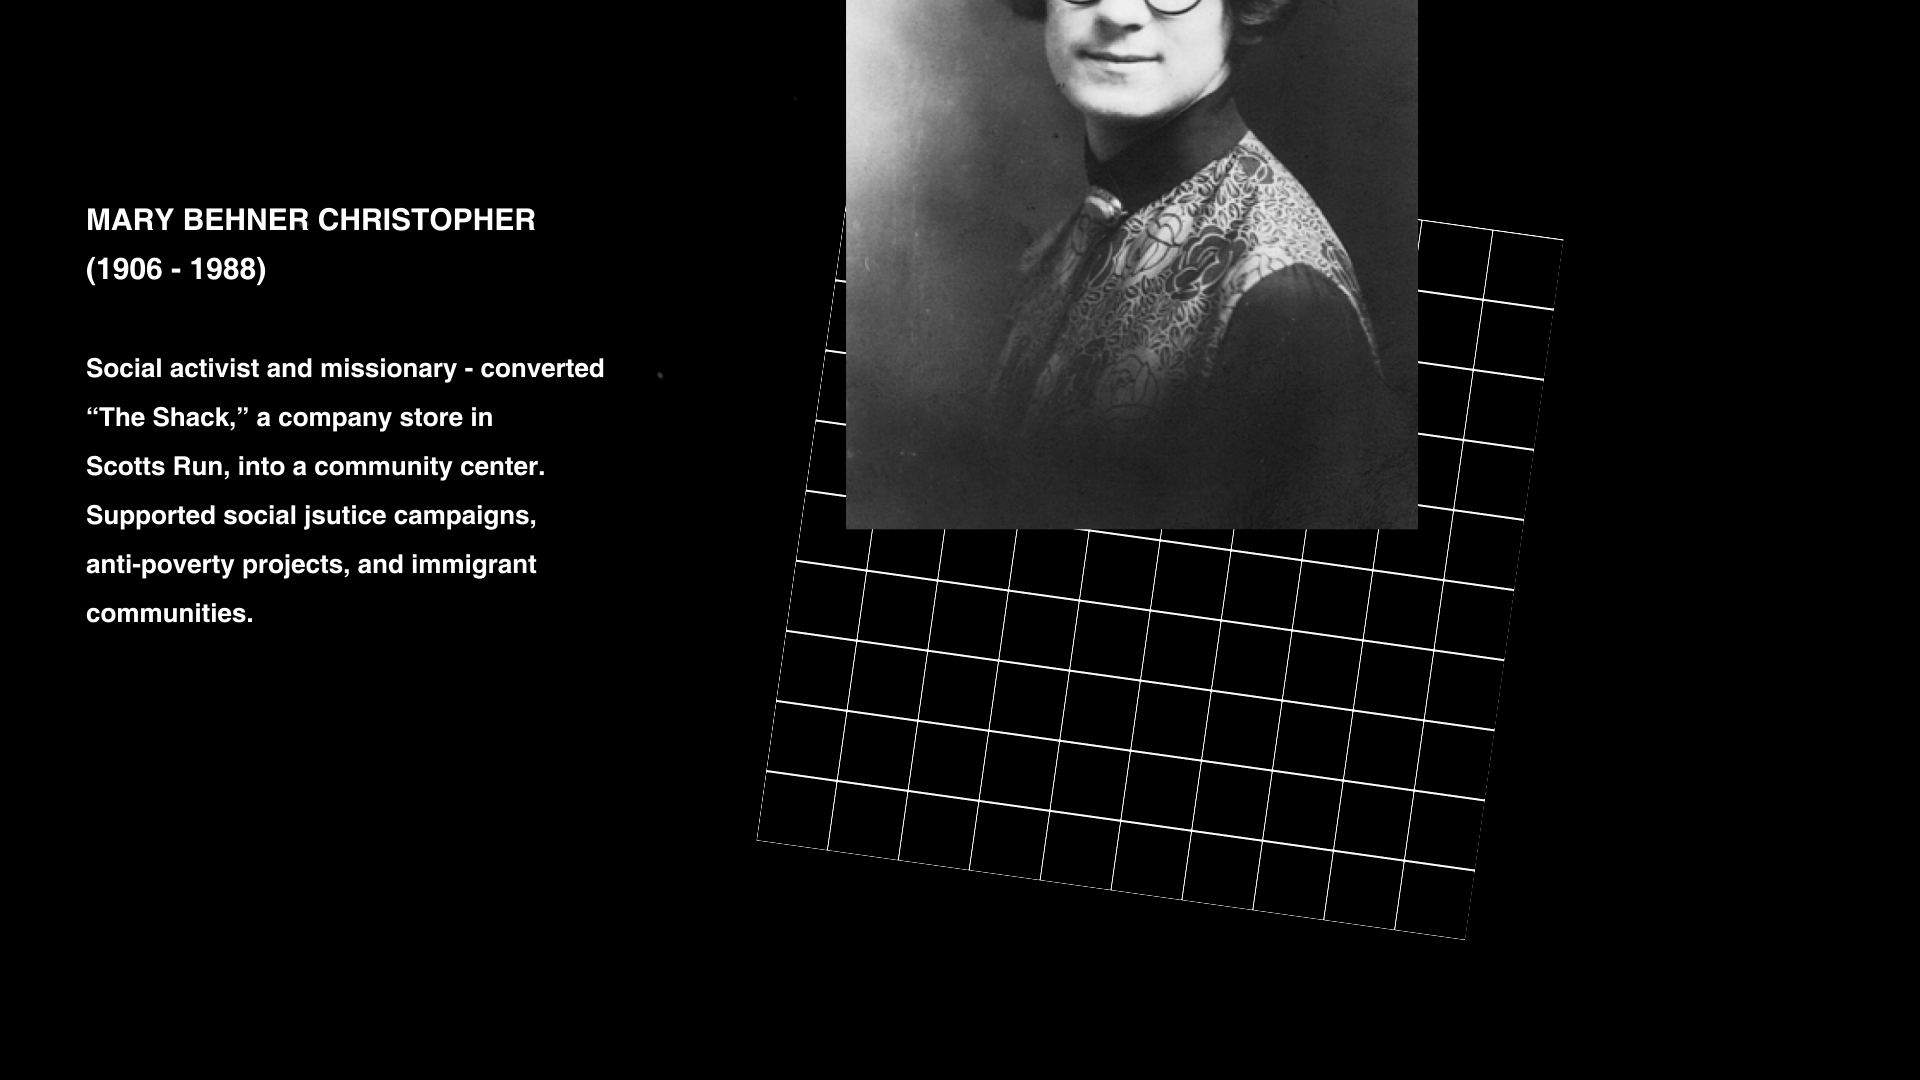 MARY BEHNER CHRISTOPHER
(1906 - 1988)
Social activist and missionary - converted
“The Shack,” a company store in
Scotts Run, into a community center.
Supported social jsutice campaigns,
anti-poverty projects, and immigrant
communities.